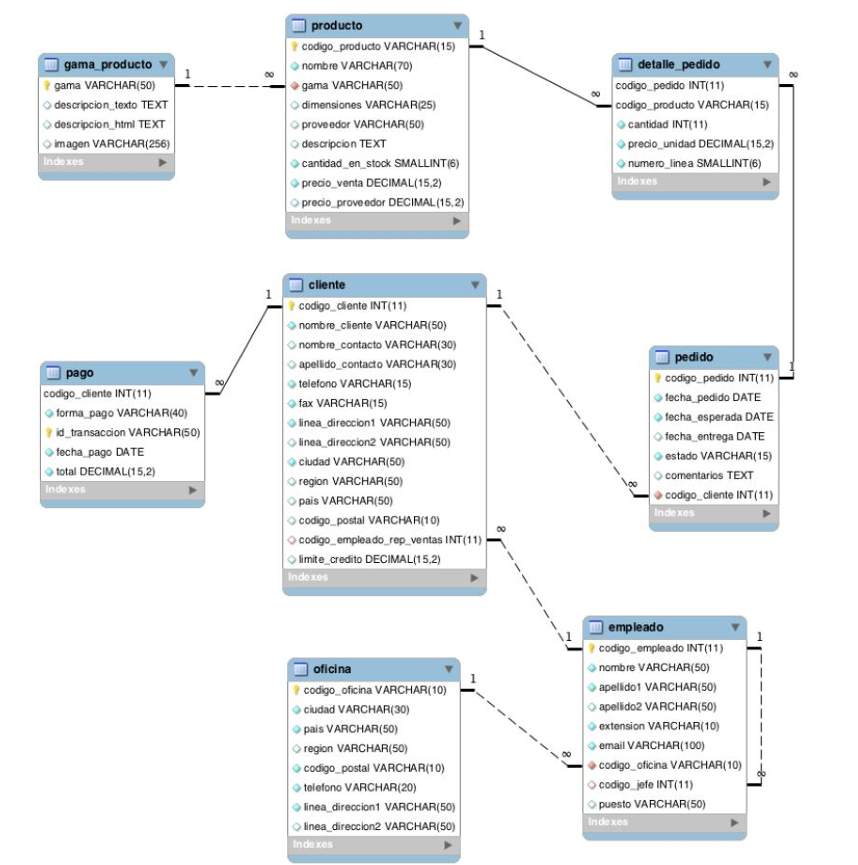 gama_producto
gama VARCHAR(50)
descripcion_texto TEXT
descripcion_html TEXT
imagen VARCHAR(256)
Indexes
1
∞
producto
codigo_producto VARCHAR(15)
nombre VARCHAR(70)
gama VARCHAR(50)
dimensiones VARCHAR(25)
proveedor VARCHAR(50)
descripcion TEXT
cantidad_en_stock SMALLINT(6)
precio_venta DECIMAL(15,2)
precio_proveedor DECIMAL(15,2)
Indexes
1
∞
detalle_pedido
codigo_pedido INT(11)
codigo_producto VARCHAR(15)
cantidad INT(11)
precio_unidad DECIMAL(15,2)
numero_linea SMALLINT(6)
Indexes
∞
1
pago
codigo_cliente INT(11)
forma_pago VARCHAR(40)
id_transaccion VARCHAR(50)
fecha_pago DATE
total DECIMAL(15,2)
Indexes
∞
1
cliente
codigo_cliente INT(11)
nombre_cliente VARCHAR(50)
nombre_contacto VARCHAR(30)
apellido_contacto VARCHAR(30)
telefono VARCHAR(15)
fax VARCHAR(15)
linea_direccion1 VARCHAR(50)
linea_direccion2 VARCHAR(50)
ciudad VARCHAR(50)
region VARCHAR(50)
pais VARCHAR(50)
codigo_postal VARCHAR(10)
codigo_empleado_rep_ventas INT(11)
limite_credito DECIMAL(15,2)
Indexes
1
∞
pedido
codigo_pedido INT(11)
fecha_pedido DATE
fecha_esperada DATE
fecha_entrega DATE
estado VARCHAR(15)
comentarios TEXT
codigo_cliente INT(11)
Indexes
∞
1
oficina
codigo_oficina VARCHAR(10)
ciudad VARCHAR(30)
pais VARCHAR(50)
region VARCHAR(50)
codigo_postal VARCHAR(10)
telefono VARCHAR(20)
linea_direccion1 VARCHAR(50)
linea_direccion2 VARCHAR(50)
Indexes
1
∞
empleado
codigo_empleado INT(11)
nombre VARCHAR(50)
apellido1 VARCHAR(50)
apellido2 VARCHAR(50)
extension VARCHAR(10)
email VARCHAR(100)
codigo_oficina VARCHAR(10)
codigo_jefe INT(11)
puesto VARCHAR(50)
Indexes
1
∞